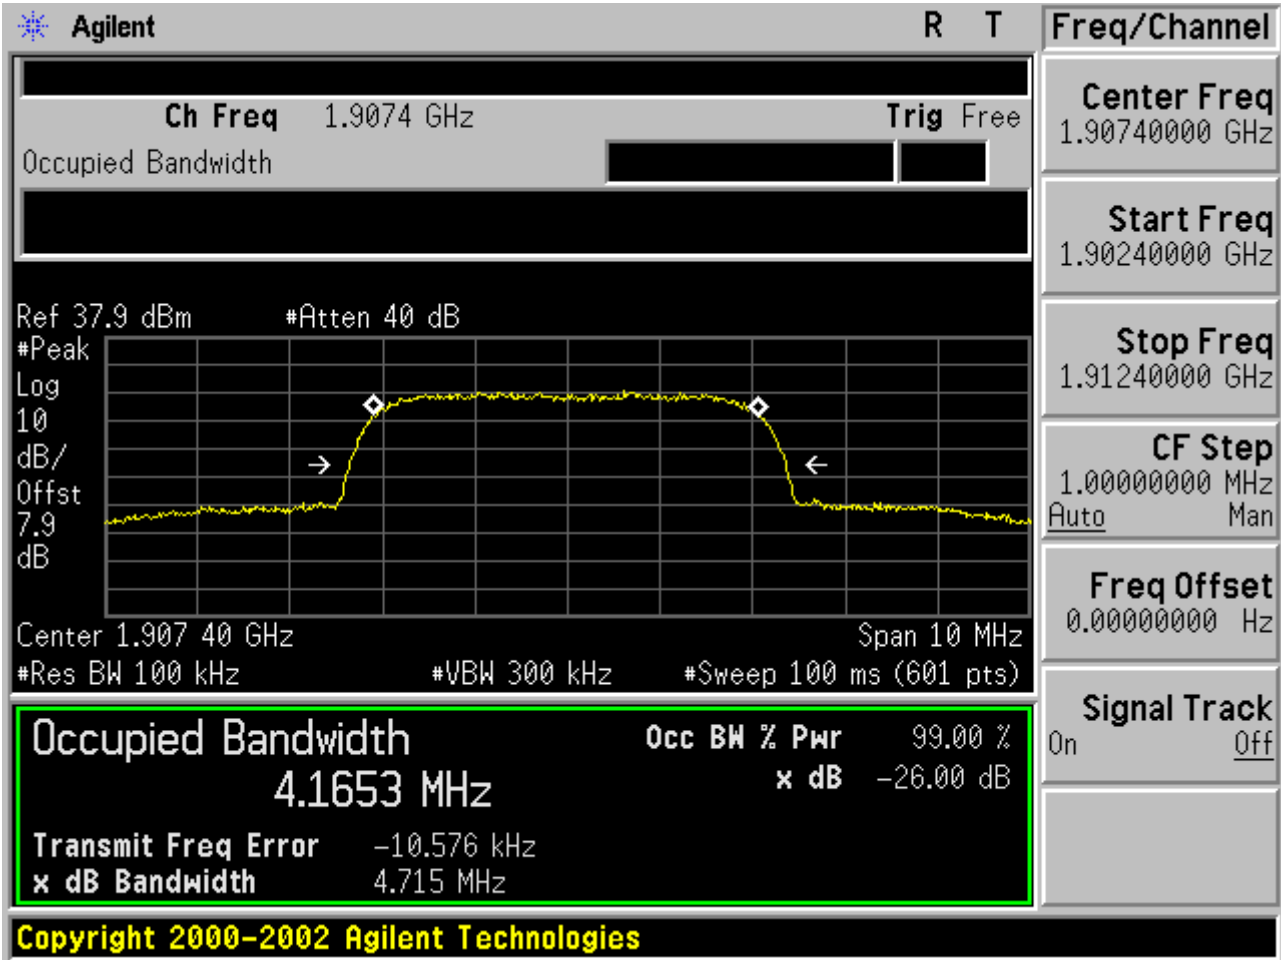 Agilent
R T
Freq/Channel
Ch Freq 1.9074 GHz
Trig Free
Occupied Bandwidth
Ref 37.9 dBm #Atten 40 dB
#Peak
Log
10
dB/
Offst
7.9
dB
Center 1.907 40 GHz
Span 10 MHz
#Res BW 100 kHz
#VBW 300 kHz
#Sweep 100 ms (601 pts)
Occupied Bandwidth
4.1653 MHz
Occ BW % Pwr 99.00 %
x dB -26.00 dB
Transmit Freq Error -10.576 kHz
x dB Bandwidth 4.715 MHz
Center Freq
1.90740000 GHz
Start Freq
1.90240000 GHz
Stop Freq
1.91240000 GHz
CF Step
1.00000000 MHz
Auto Man
Freq Offset
0.00000000 Hz
Signal Track
On Off
Copyright 2000-2002 Agilent Technologies